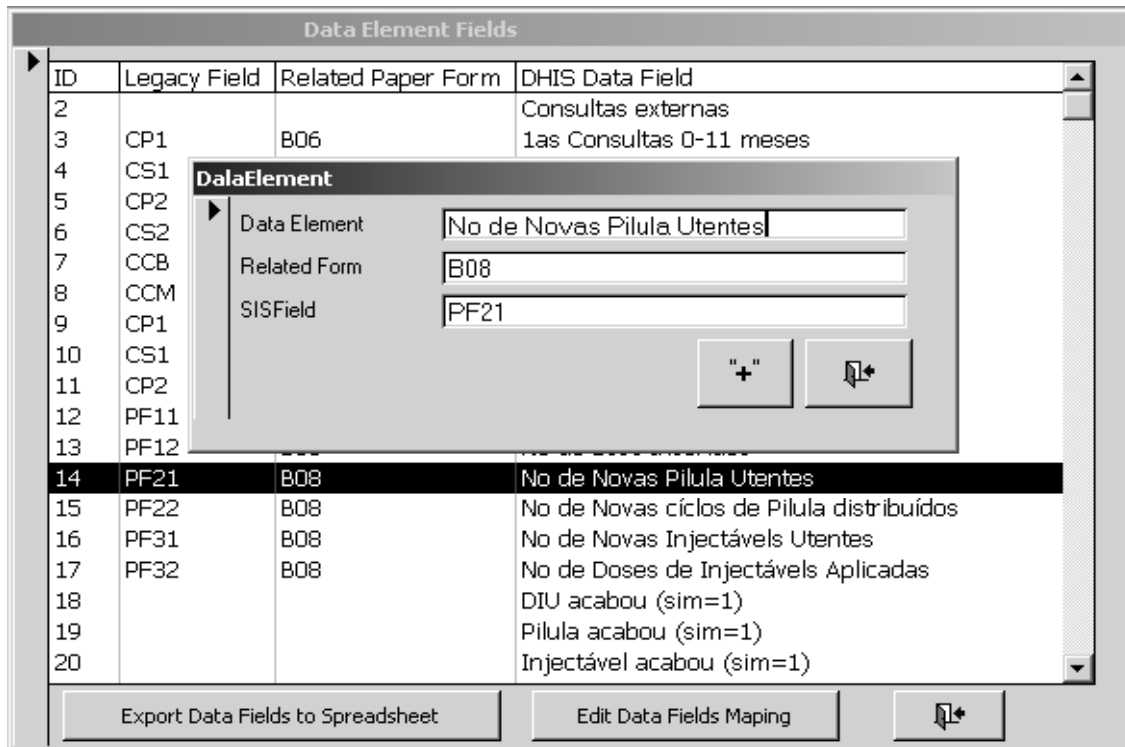 Data Element Fields
ID Legacy Field Related Paper Form DHIS Data Field
2 Consultas externas
3 CP1 B06 1as Consultas 0-11 meses
4 CS1
5 CP2
6 CS2
7 CCB
8 CCM
9 CP1
10 CS1
11 CP2
12 PF11
13 PF12
DalaElement
Data Element No de Novas Pilula Utentes
Related Form B08
SISField PF21
"+"
14 PF21 B08 No de Novas Pilula Utentes
15 PF22 B08 No de Novas cíclos de Pilula distribuídos
16 PF31 B08 No de Novas Injectávels Utentes
17 PF32 B08 No de Doses de Injectávels Aplicadas
18 DIU acabou (sim=1)
19 Pilula acabou (sim=1)
20 Injectável acabou (sim=1)
Export Data Fields to Spreadsheet Edit Data Fields Maping